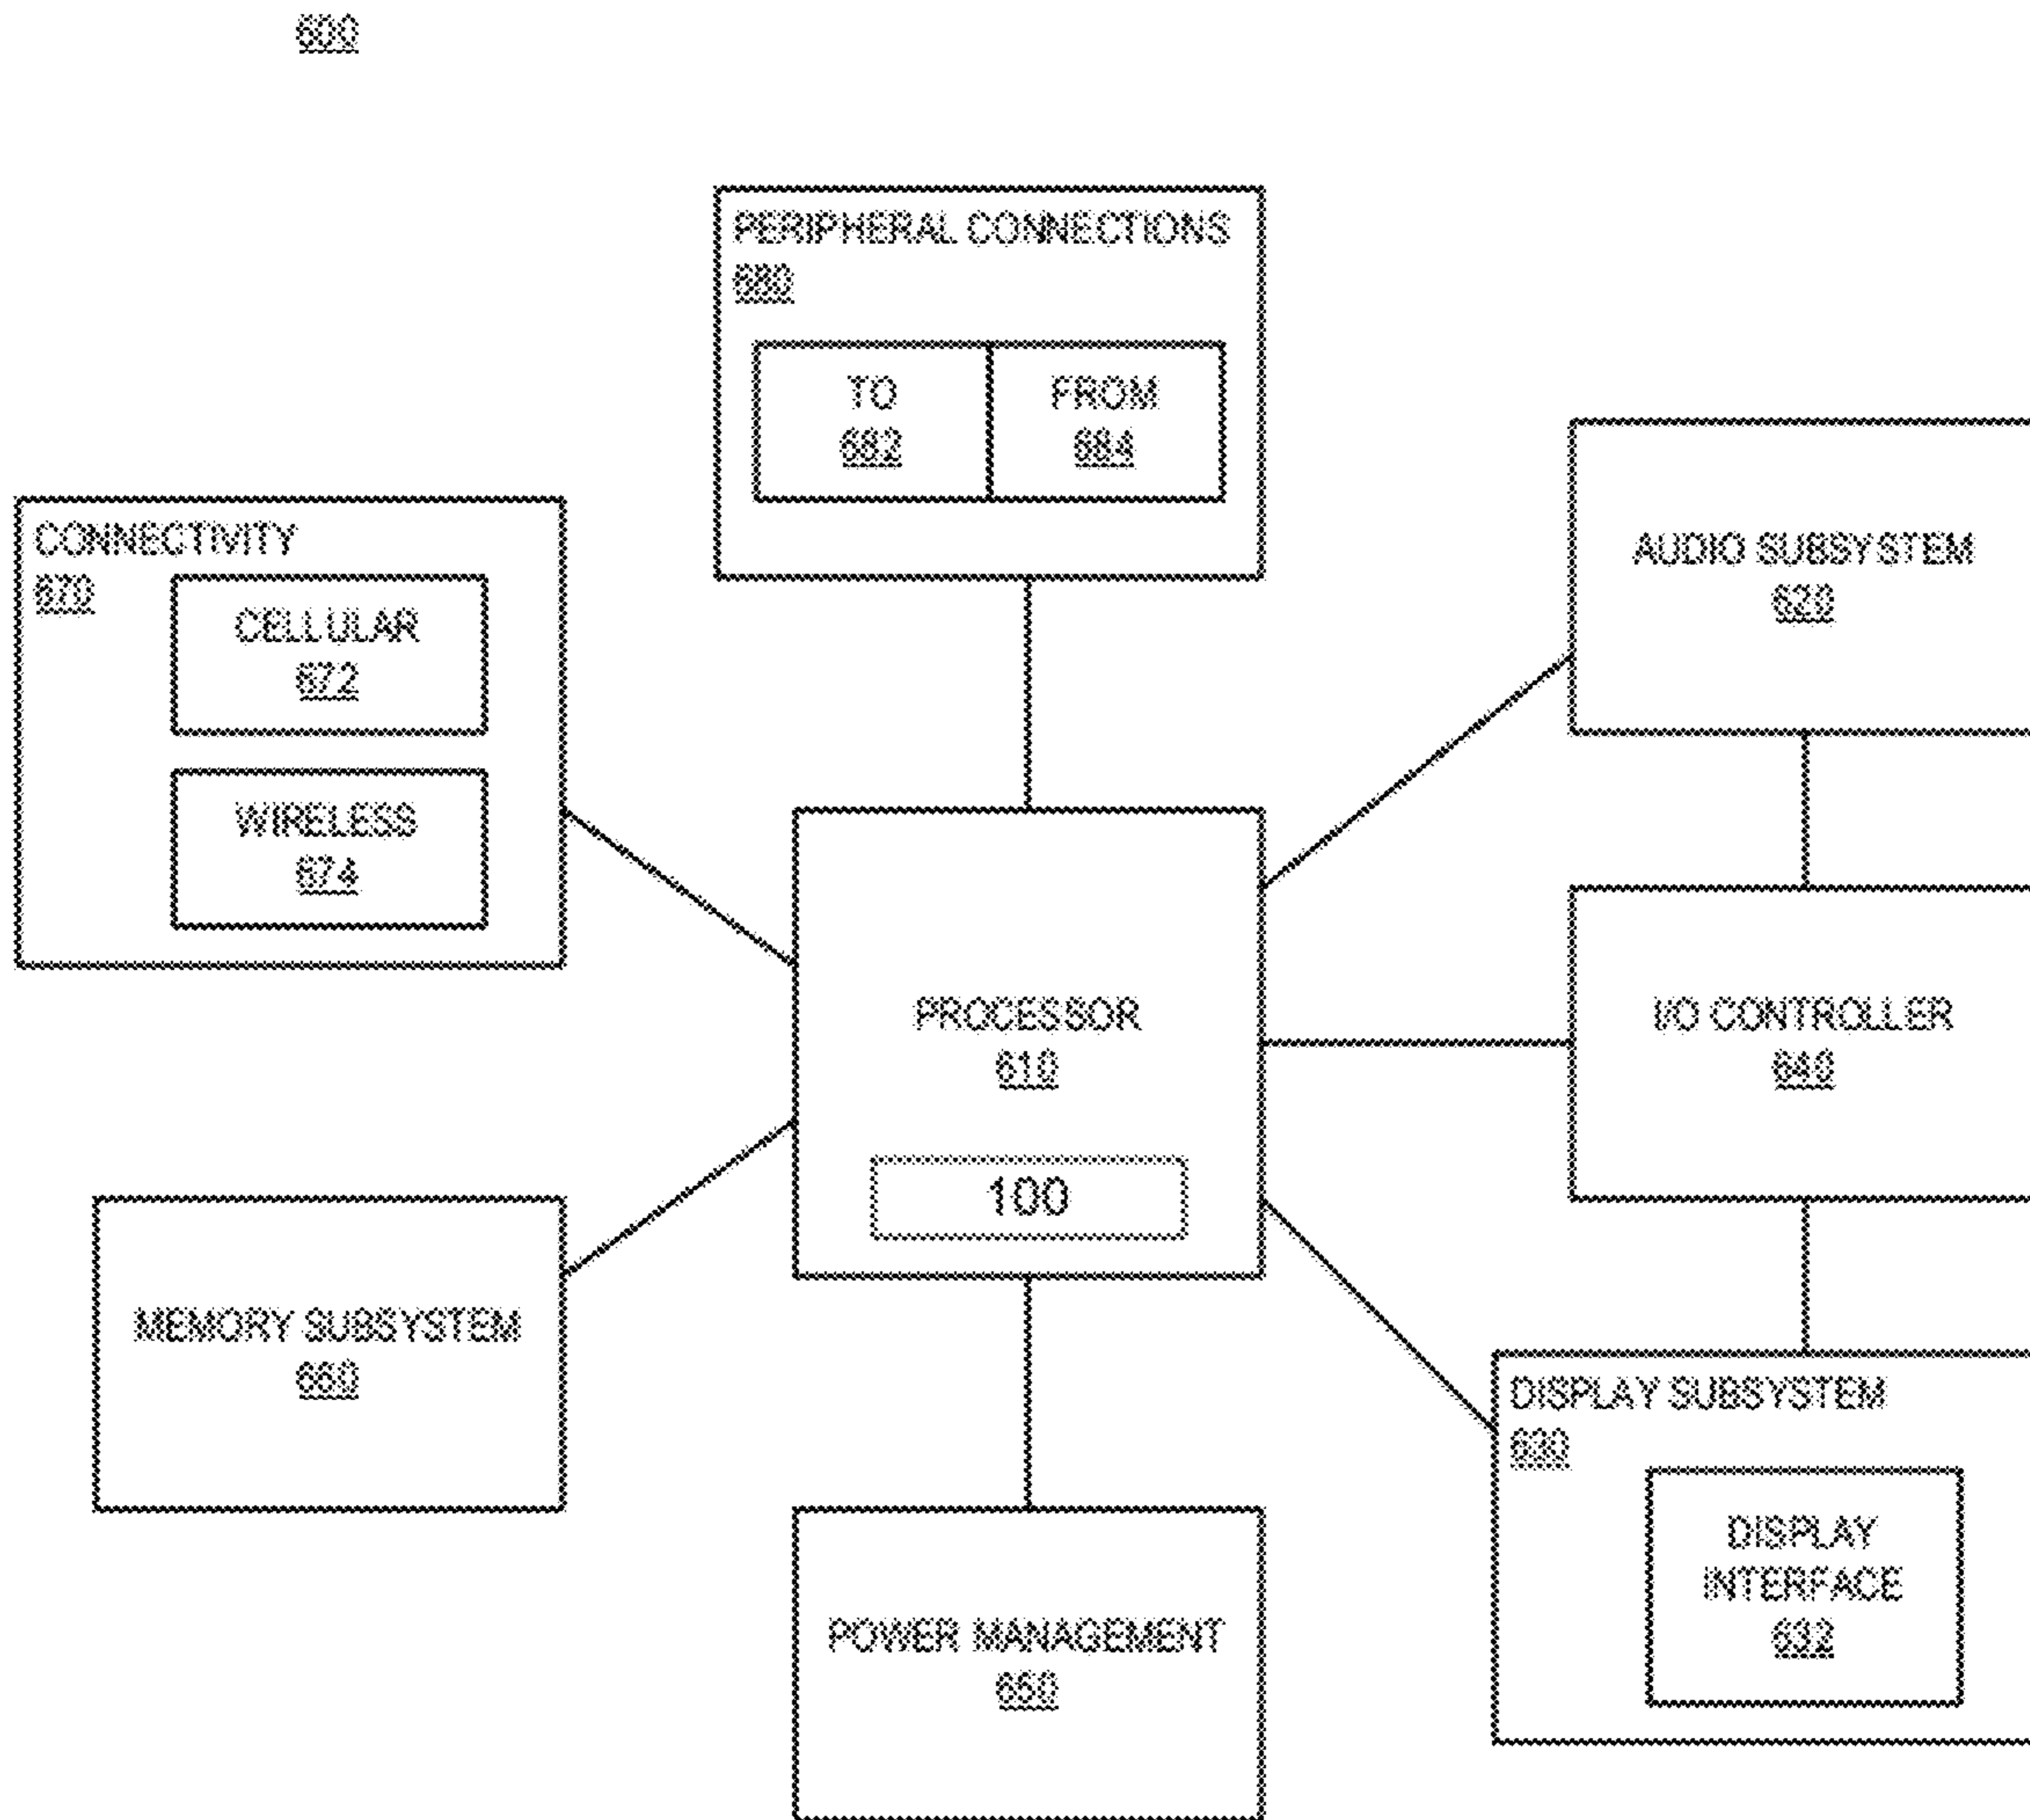 600
PERIPHERAL CONNECTIONS
680
TO
682
FROM
684
CONNECTIVITY
670
CELLULAR
672
WIRELESS
674
AUDIO SUBSYSTEM
620
PROCESSOR
610
100
I/O CONTROLLER
640
MEMORY SUBSYSTEM
660
DISPLAY SUBSYSTEM
630
DISPLAY
INTERFACE
632
POWER MANAGEMENT
650